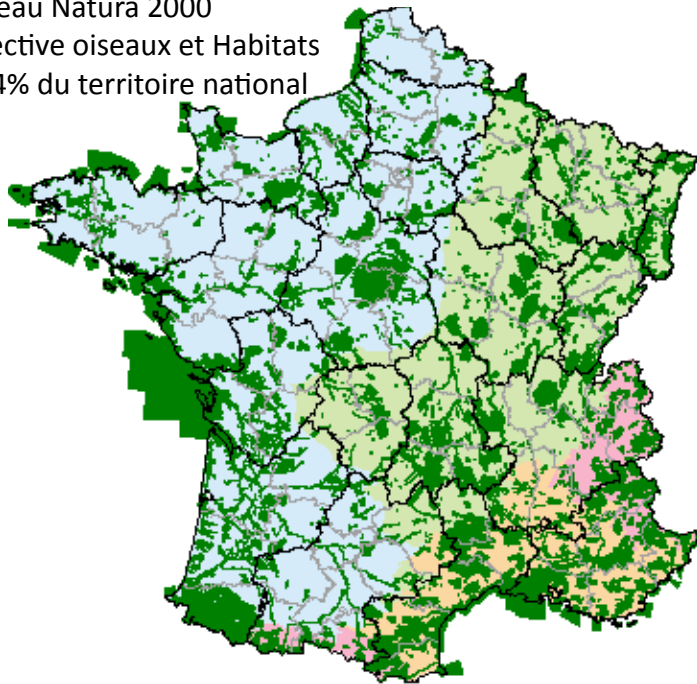 eau Natura 2000
ective oiseaux et Habitats
4% du territoire national